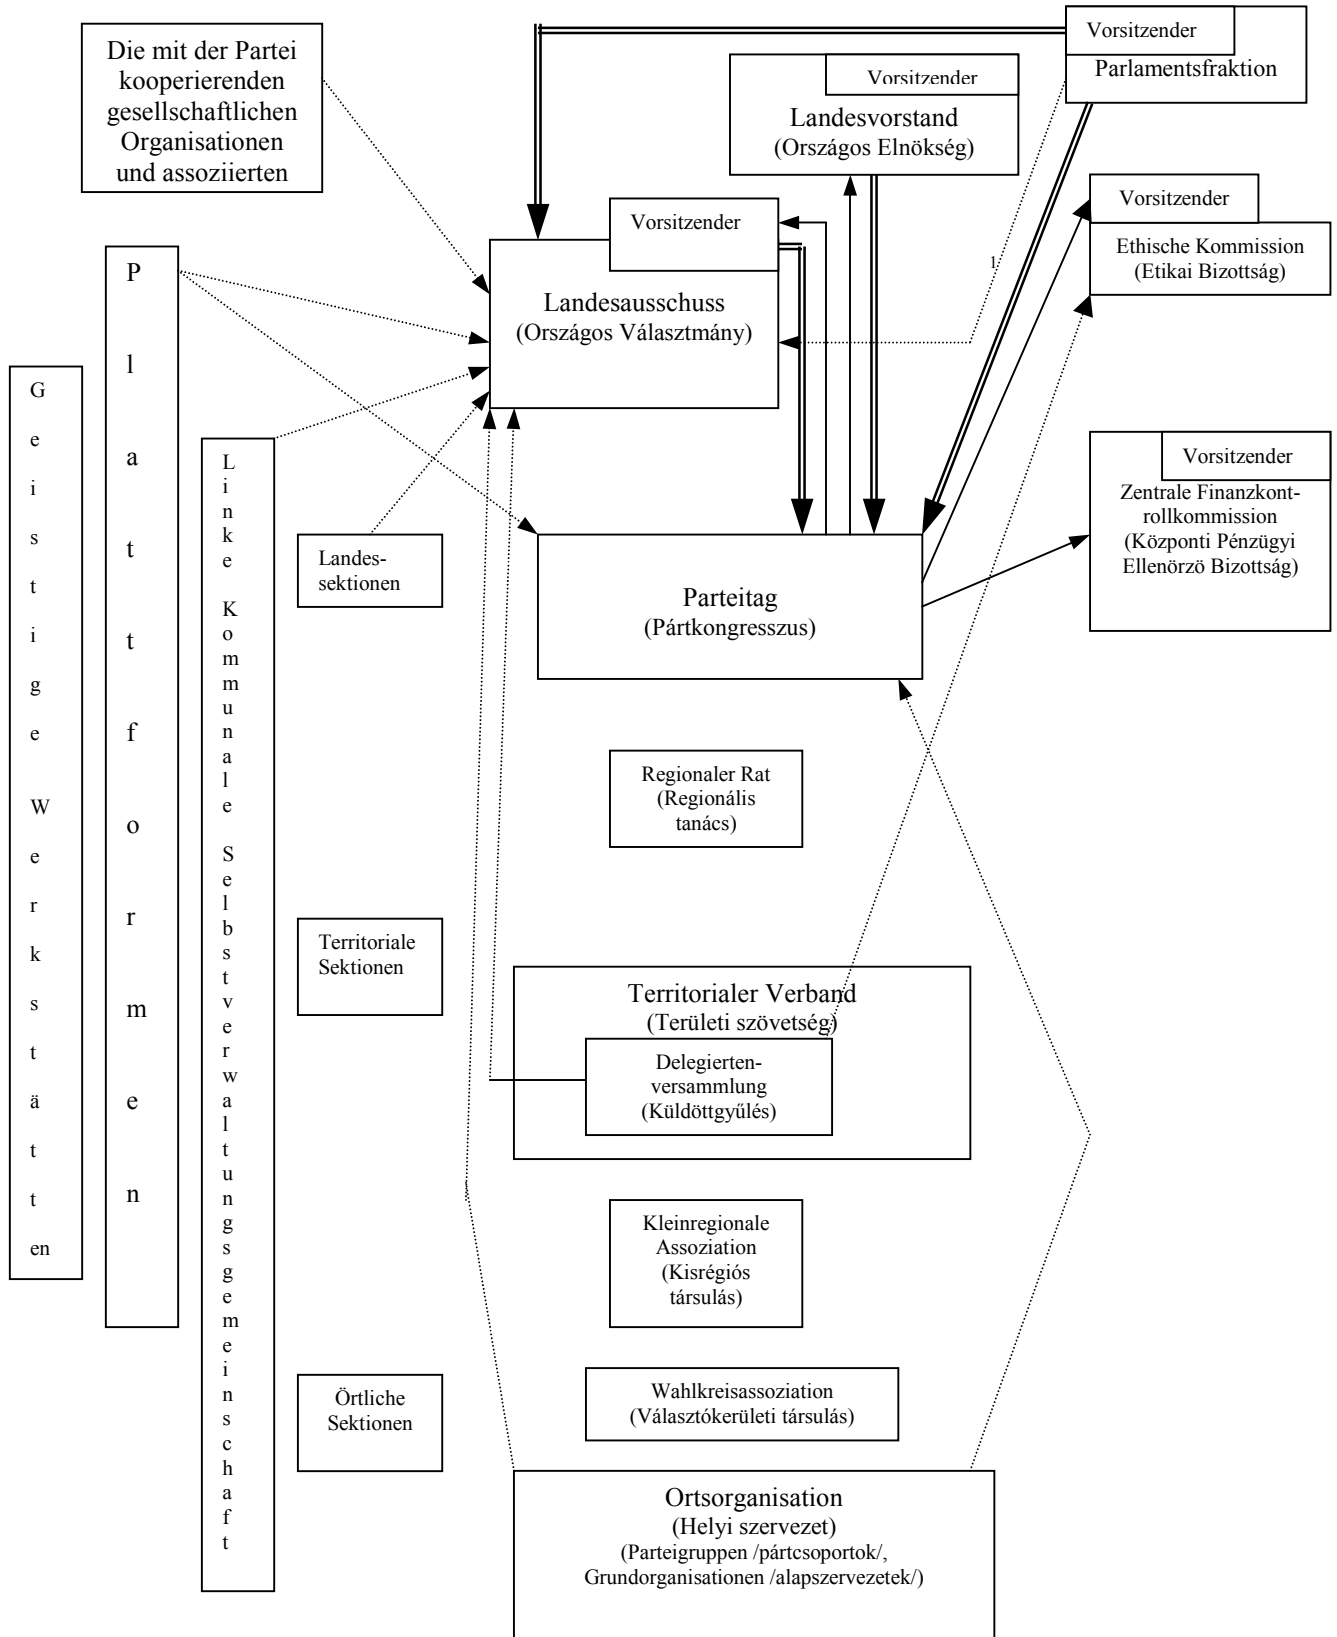 Die mit der Partei
kooperierenden
gesellschaftlichen
Organisationen
und assoziierten
Vorsitzender
Parlamentsfraktion
Vorsitzender
Landesvorstand
(Országos Elnökség)
Vorsitzender
Ethische Kommission
(Etikai Bizottság)
Vorsitzender
Landesausschuss
(Országos Választmány)
1
Vorsitzender
Zentrale Finanzkont-
rollkommission
(Központi Pénzügyi
Ellenörzö Bizottság)
Parteitag
(Pártkongresszus)
Geistige Werkstätten
Plattformen
Linke Kommunale Selbstverwaltungsgemeinschaft
Landes-
sektionen
Regionaler Rat
(Regionális
tanács)
Territoriale
Sektionen
Territorialer Verband
(Területi szövetség)
Delegierten-
versammlung
(Küldöttgyűlés)
Kleinregionale
Assoziation
(Kisrégiós
társulás)
Örtliche
Sektionen
Wahlkreisassoziation
(Választókerületi társulás)
Ortsorganisation
(Helyi szervezet)
(Parteigruppen /pártcsoportok/,
Grundorganisationen /alapszervezetek/)